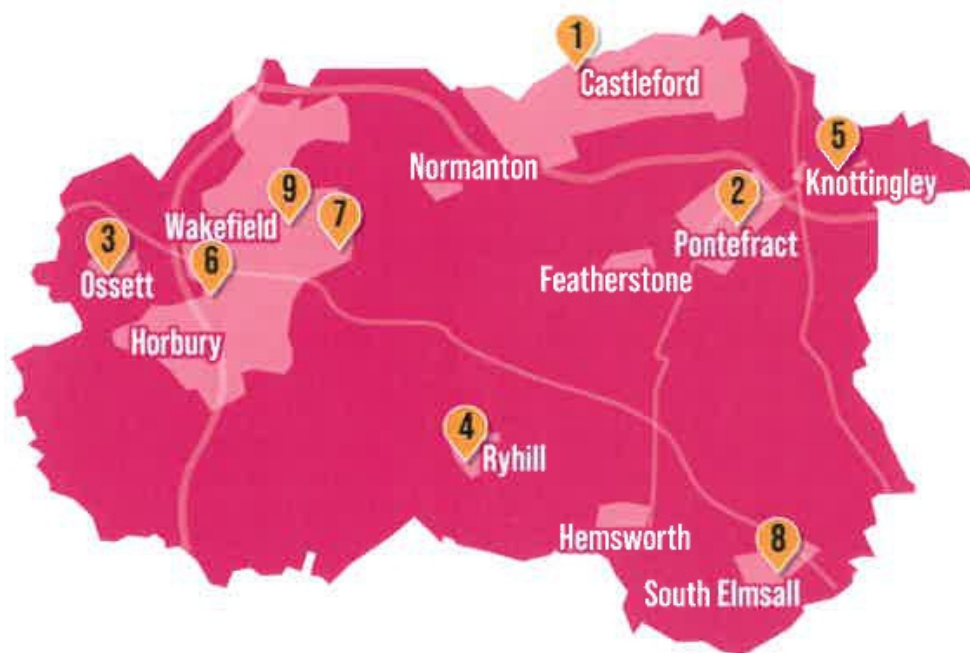 1
Castleford
5
Knottingley
Normanton
2
Pontefract
9
7
Wakefield
3
Ossett
6
Featherstone
Horbury
4
Ryhill
Hemsworth
8
South Elmsall